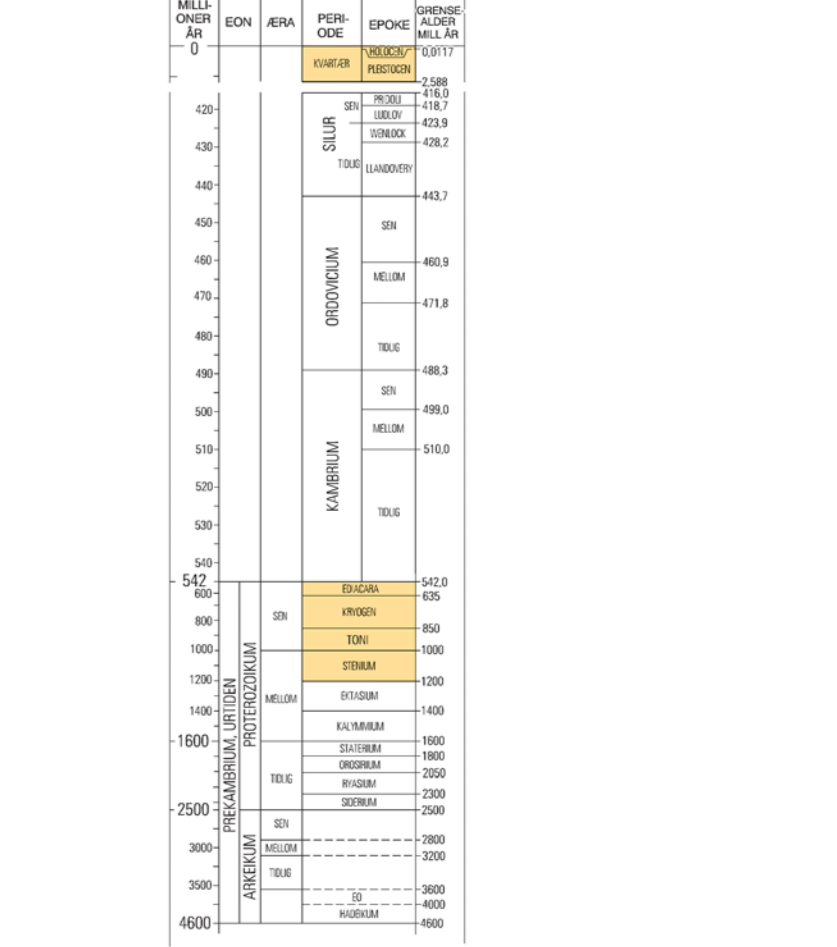 MILLI-
ONER
ÅR
EON
ÆRA
PERI-
ODE
EPOKE
GRENSE-
ALDER
MILL ÅR
0
KVARTÆR
HOLOCEN
0,0117
PLEISTOCEN
2,588
416,0
PRIDOLI
SEN
418,7
420
LUDLOV
423,9
SILUR
WENLOCK
428,2
430
TIDLIG
LLANDOVERY
440
443,7
450
SEN
460
460,9
ORDOVICIUM
MELLOM
470
471,8
480
TIDLIG
488,3
490
SEN
499,0
500
MELLOM
510
510,0
KAMBRIUM
520
TIDLIG
530
540
542
542,0
EDIACARA
600
635
SEN
KRYOGEN
800
850
TONI
1000
1000
PREKAMBRIUM, URTIDEN
PROTEROZOIKUM
STENIUM
1200
1200
MELLOM
EKTASIUM
1400
1400
KALYMMIUM
1600
1600
STATERIUM
1800
OROSIRIUM
2050
TIDLIG
RYASIUM
2300
SIDERIUM
2500
2500
ARKEIKUM
SEN
2800
3000
MELLOM
3200
TIDLIG
3500
3600
EO
4000
HADEIKUM
4600
4600